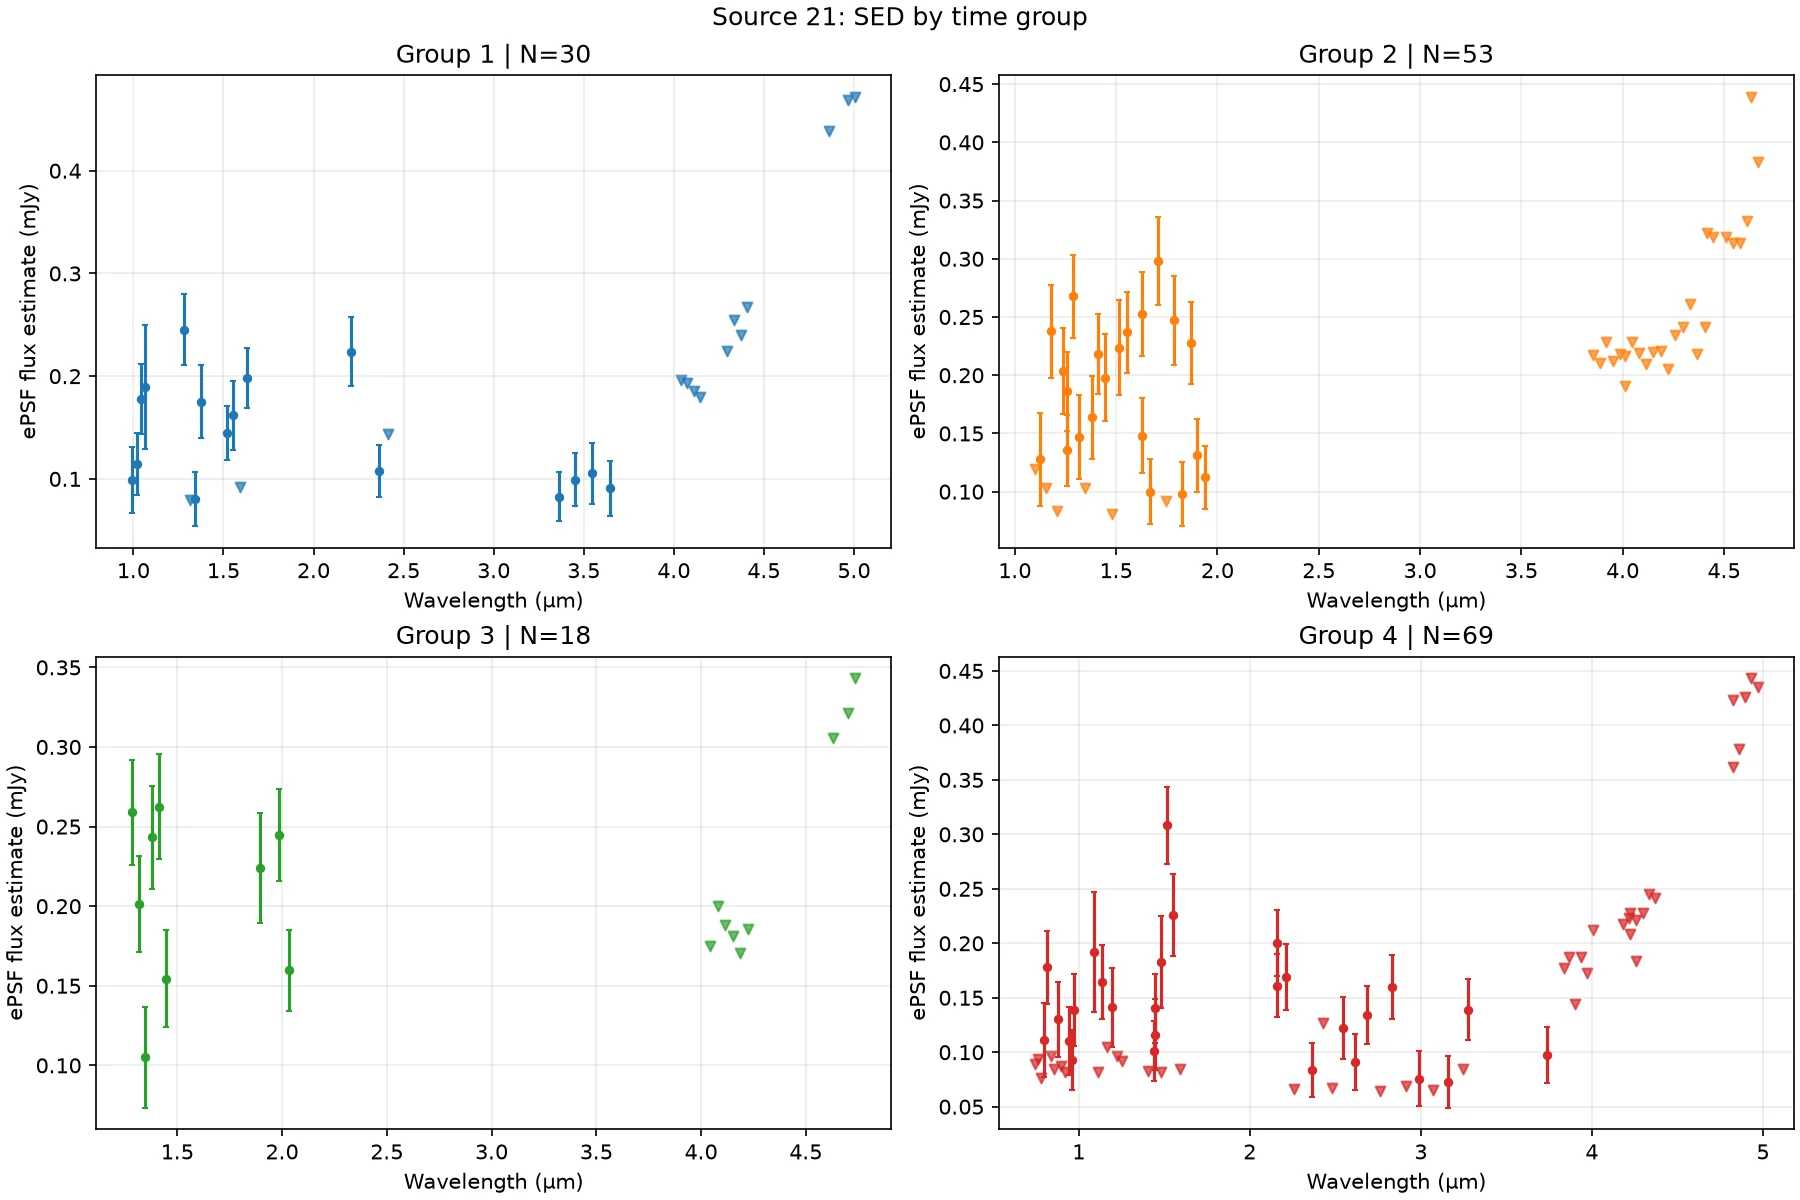 Source 21: SED by time group
Group 1 | N=30
ePSF flux estimate (mJy)
0.4
0.3
0.2
0.1
1.0 1.5 2.0 2.5 3.0 3.5 4.0 4.5 5.0
Wavelength (μm)
Group 2 | N=53
ePSF flux estimate (mJy)
0.45
0.40
0.35
0.30
0.25
0.20
0.15
0.10
1.0 1.5 2.0 2.5 3.0 3.5 4.0 4.5
Wavelength (μm)
Group 3 | N=18
ePSF flux estimate (mJy)
0.35
0.30
0.25
0.20
0.15
0.10
1.5 2.0 2.5 3.0 3.5 4.0 4.5
Wavelength (μm)
Group 4 | N=69
ePSF flux estimate (mJy)
0.45
0.40
0.35
0.30
0.25
0.20
0.15
0.10
0.05
1 2 3 4 5
Wavelength (μm)